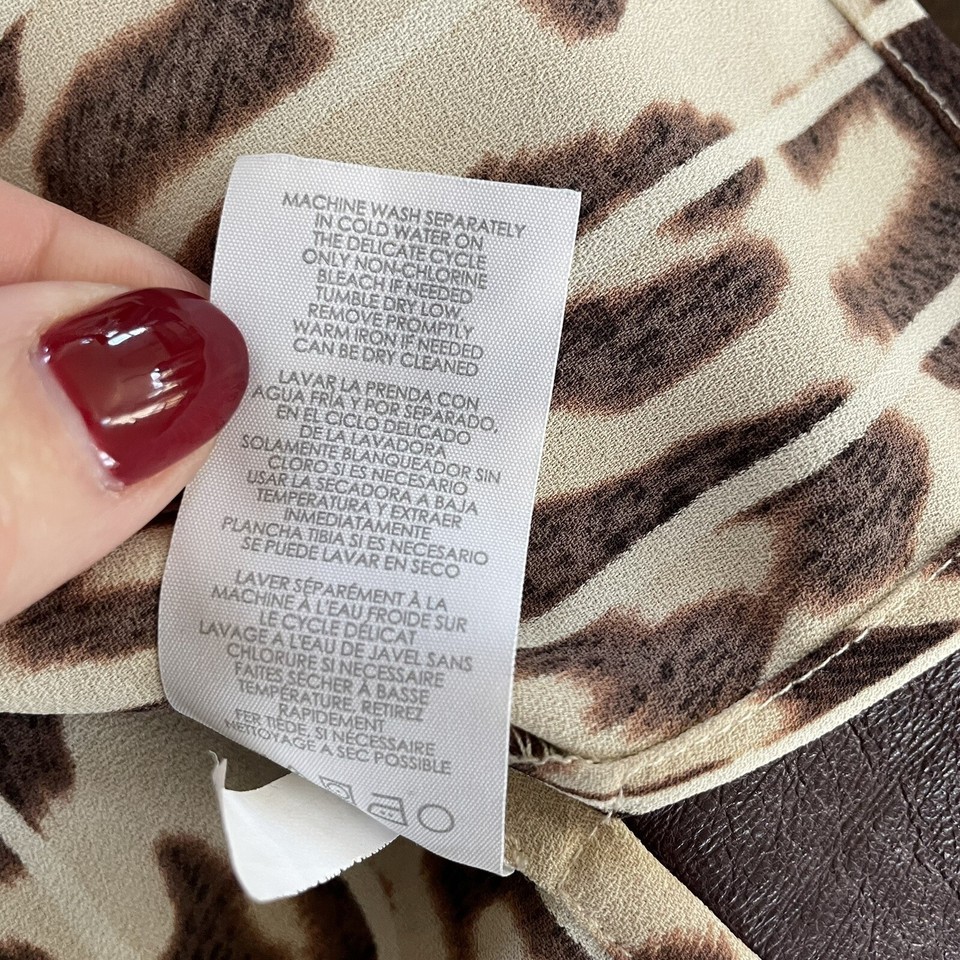 MACHINE WASH SEPARATELY
IN COLD WATER ON
THE DELICATE CYCLE
ONLY NON-CHLORINE
BLEACH IF NEEDED
TUMBLE DRY LOW.
REMOVE PROMPTLY
WARM IRON IF NEEDED
CAN BE DRY CLEANED
LAVAR LA PRENDA CON
AGUA FRIA Y POR SEPARADO.
EN EL CICLO DELICADO
DE LA LAVADORA
SOLAMENTE BLANQUEADOR SIN
CLORO SI ES NECESARIO
USAR LA SECADORA A BAJA
TEMPERATURA Y EXTRAER
INMEDIATAMENTE
PLANCHA TIBIA SI ES NECESARIO
SE PUEDE LAVAR EN SECO
LAVER SÉPARÉMENT À LA
MACHINE À L'EAU FROIDE SUR
LE CYCLE DÉLICAT
LAVAGE A L'EAU DE JAVEL SANS
CHLORURE SI NECESSAIRE
FAITES SÉCHER À BASSE
TEMPÉRATURE. RETIREZ
RAPIDEMENT
FER TIEDE, SI NÉCESSAIRE
NETTOYAGE A SEC POSSIBLE